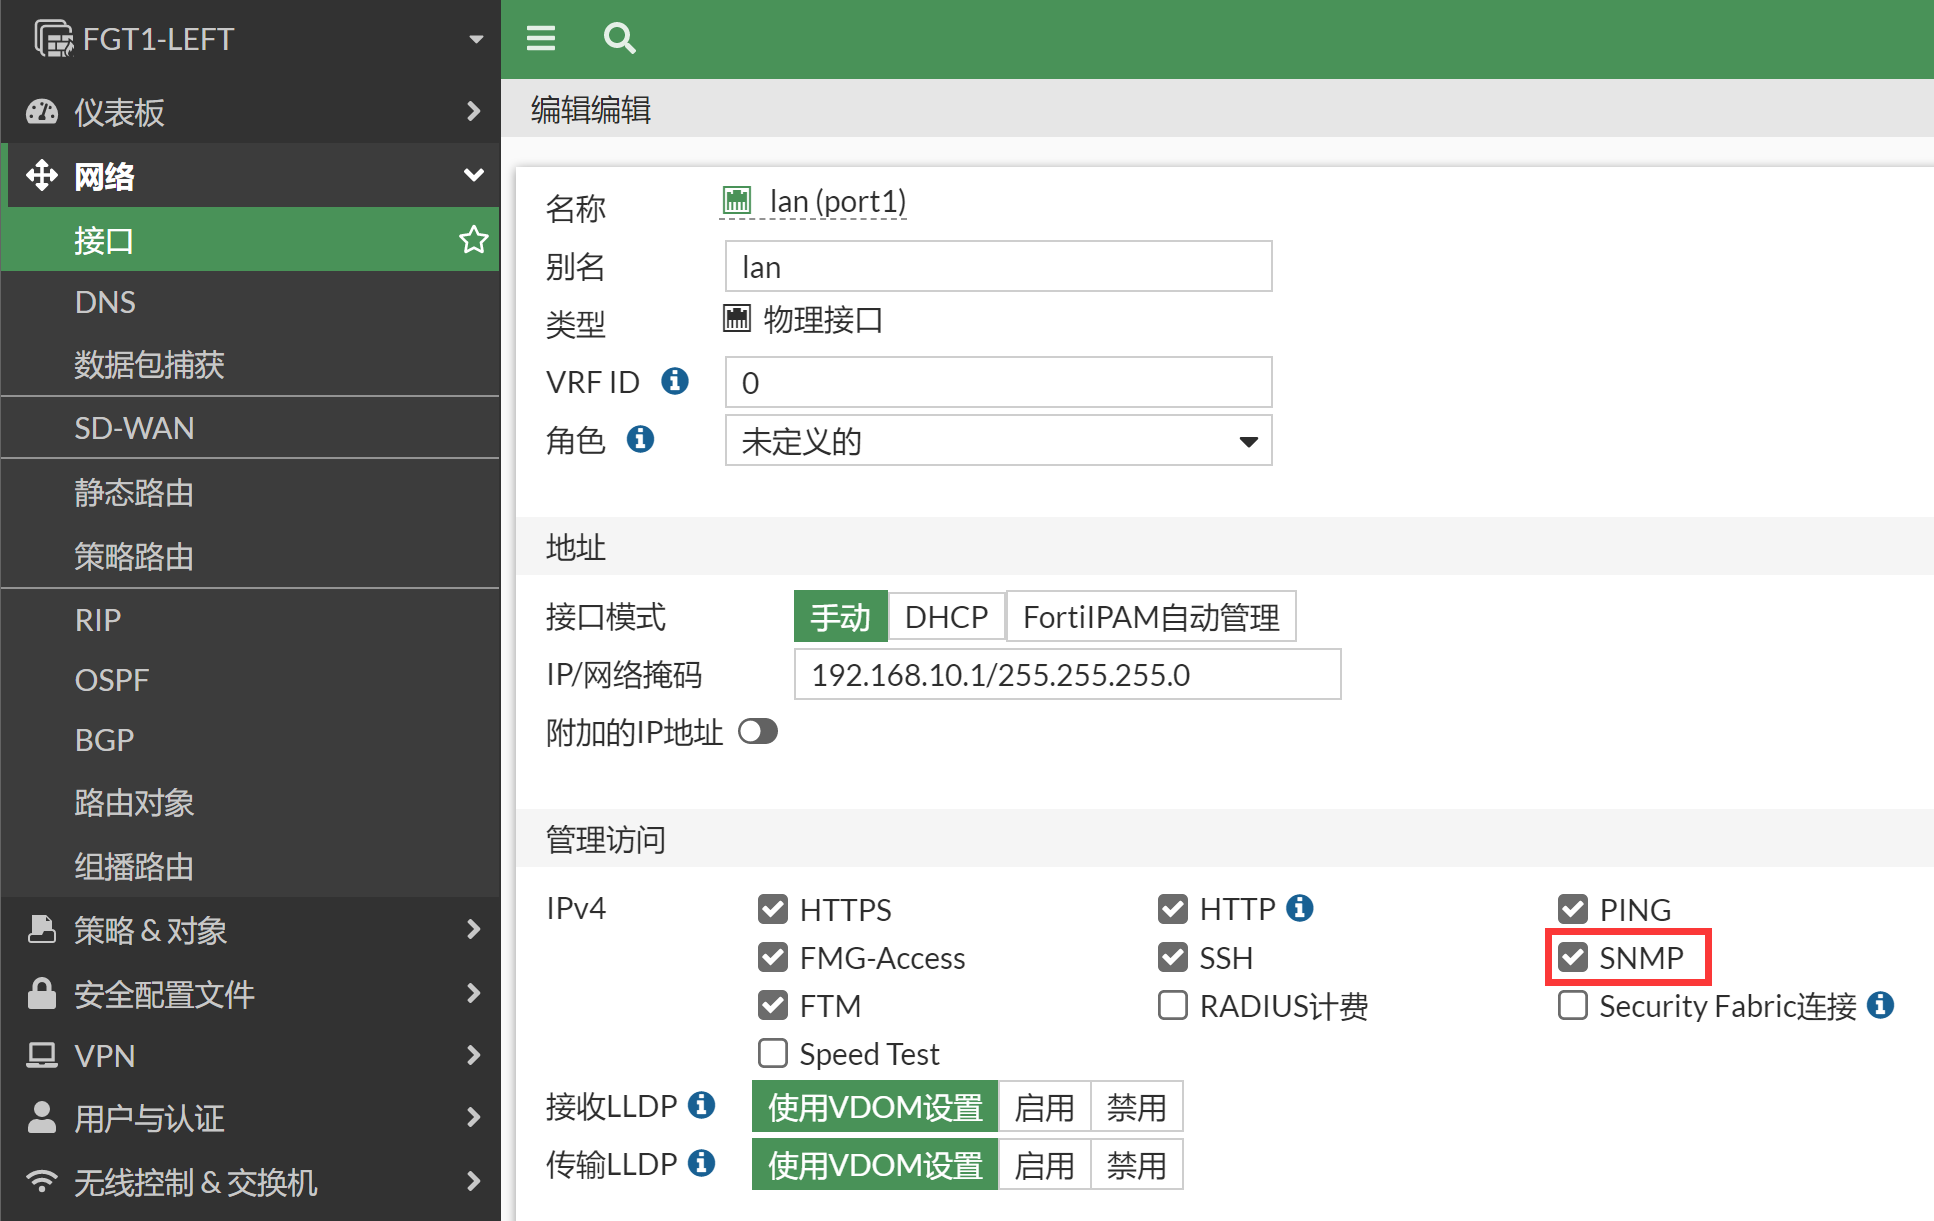 FGT1-LEFT
仪表板
网络
接口
DNS
数据包捕获
SD-WAN
静态路由
策略路由
RIP
OSPF
BGP
路由对象
组播路由
策略 & 对象
安全配置文件
VPN
用户与认证
无线控制 & 交换机
编辑编辑
名称 lan (port1)
别名 lan
类型 物理接口
VRF ID 0
角色 未定义的
地址
接口模式 手动 DHCP FortiIPAM自动管理
IP/网络掩码 192.168.10.1/255.255.255.0
附加的IP地址
管理访问
IPv4 HTTPS HTTP PING
FMG-Access SSH SNMP
FTM RADIUS计费 Security Fabric连接
Speed Test
接收LLDP 使用VDOM设置 启用 禁用
传输LLDP 使用VDOM设置 启用 禁用